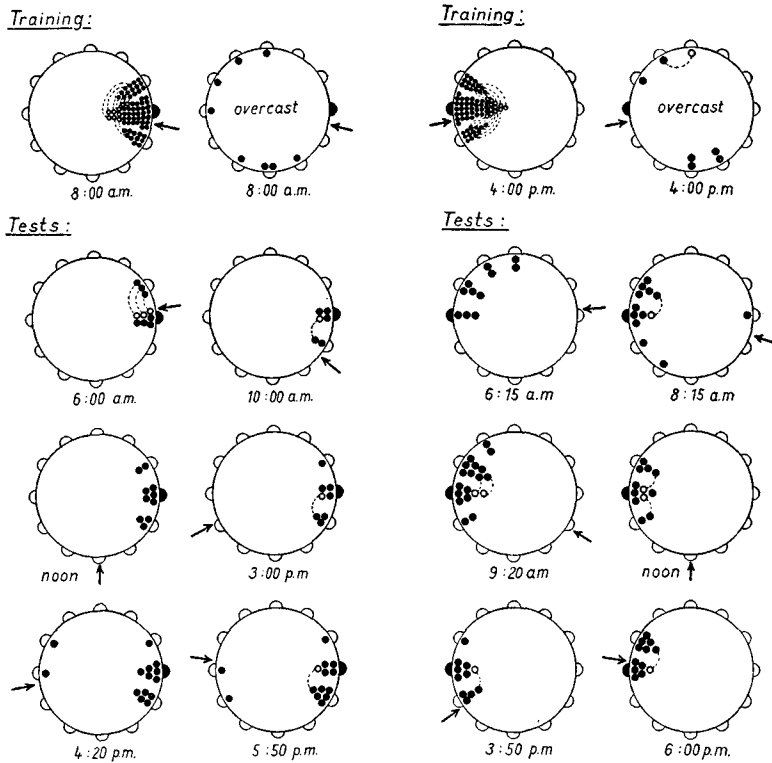 Training:
overcast
8:00 a.m.
8:00 a.m.
Tests:
6:00 a.m.
10:00 a.m.
noon
3:00 p.m
4:20 p.m.
5:50 p.m.
Training:
overcast
4:00 p.m.
4:00 p.m
Tests:
6:15 a.m
8:15 a.m
9:20 am
noon
3:50 p.m
6:00 p.m.